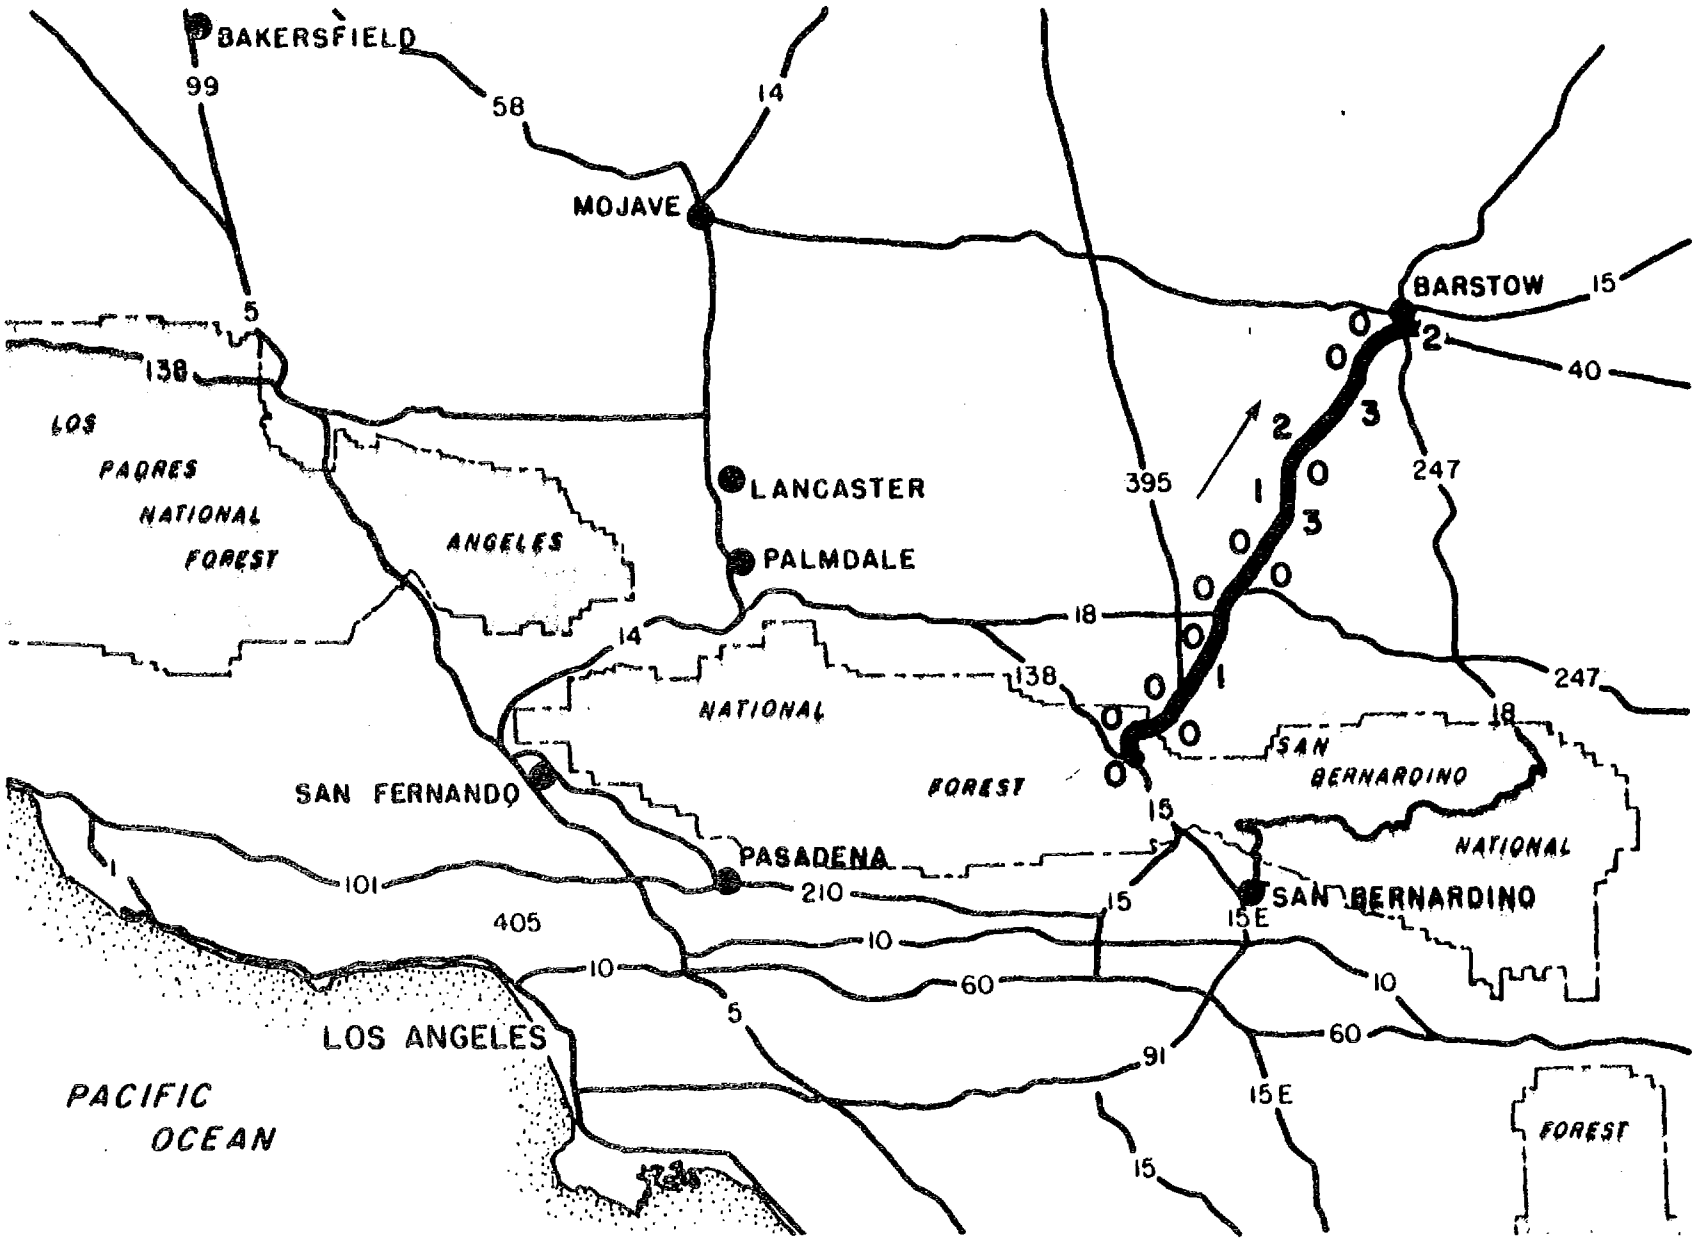 BAKERSFIELD
99
58
14
MOJAVE
5
BARSTOW
15
0
2
0
40
138
3
LOS
2
PADRES
0
247
LANCASTER
395
1
NATIONAL
3
ANGELES
0
FOREST
PALMDALE
0
0
18
14
0
138
1
247
0
NATIONAL
0
18
0
SAN
BERNARDINO
0
FOREST
SAN FERNANDO
15
NATIONAL
PASADENA
1
101
210
15
SAN BERNARDINO
15E
405
10
10
60
10
5
LOS ANGELES
60
91
PACIFIC
OCEAN
15E
FOREST
15